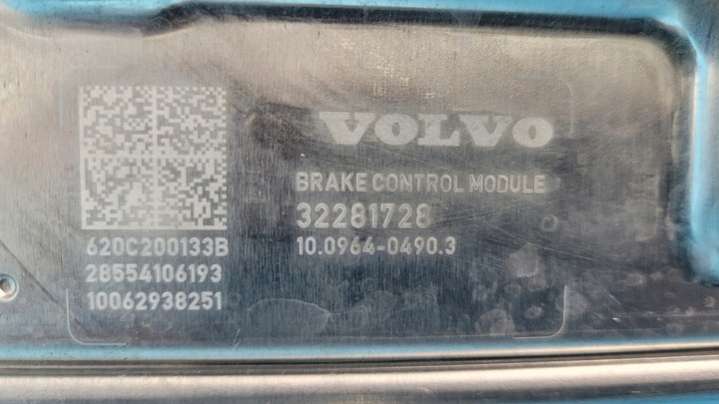 VOLVO
BRAKE CONTROL MODULE
32281728
10.0964-0490.3
620C200133B
28554106193
10062938251